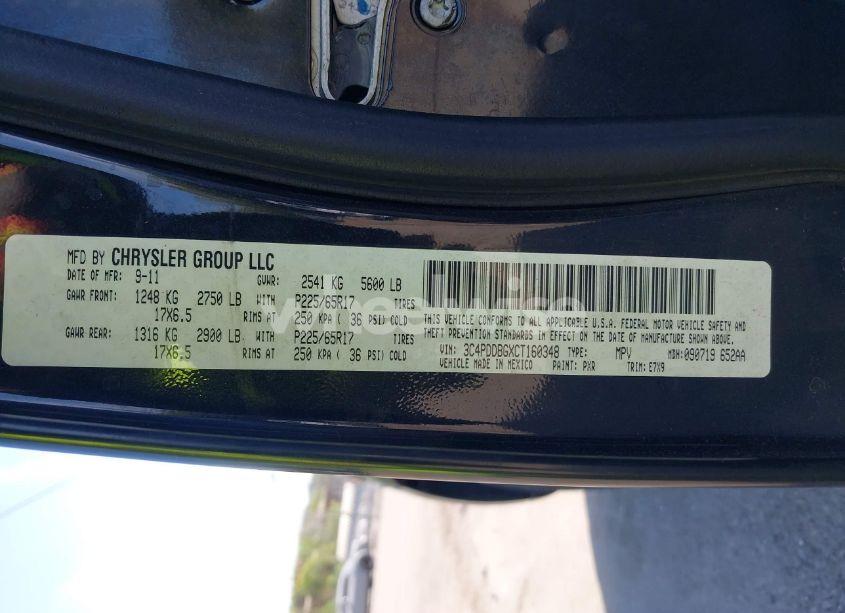 MFD BY CHRYSLER GROUP LLC
DATE OF MFR: 9-11 GVWR: 2541 KG 5600 LB
GAWR FRONT: 1248 KG 2750 LB WITH P225/65R17 TIRES
17X6.5 RIMS AT 250 KPA ( 36 PSI) COLD
GAWR REAR: 1316 KG 2900 LB WITH P225/65R17 TIRES
17X6.5 RIMS AT 250 KPA ( 36 PSI) COLD
THIS VEHICLE CONFORMS TO ALL APPLICABLE U.S.A. FEDERAL MOTOR VEHICLE SAFETY AND
THEFT PREVENTION STANDARDS IN EFFECT ON THE DATE OF MANUFACTURE SHOWN ABOVE.
VIN: 3C4PDDBGXCT160348 TYPE: MPV MDH: 090719 652AA
VEHICLE MADE IN MEXICO PAINT: PXR TRIM: E7X9